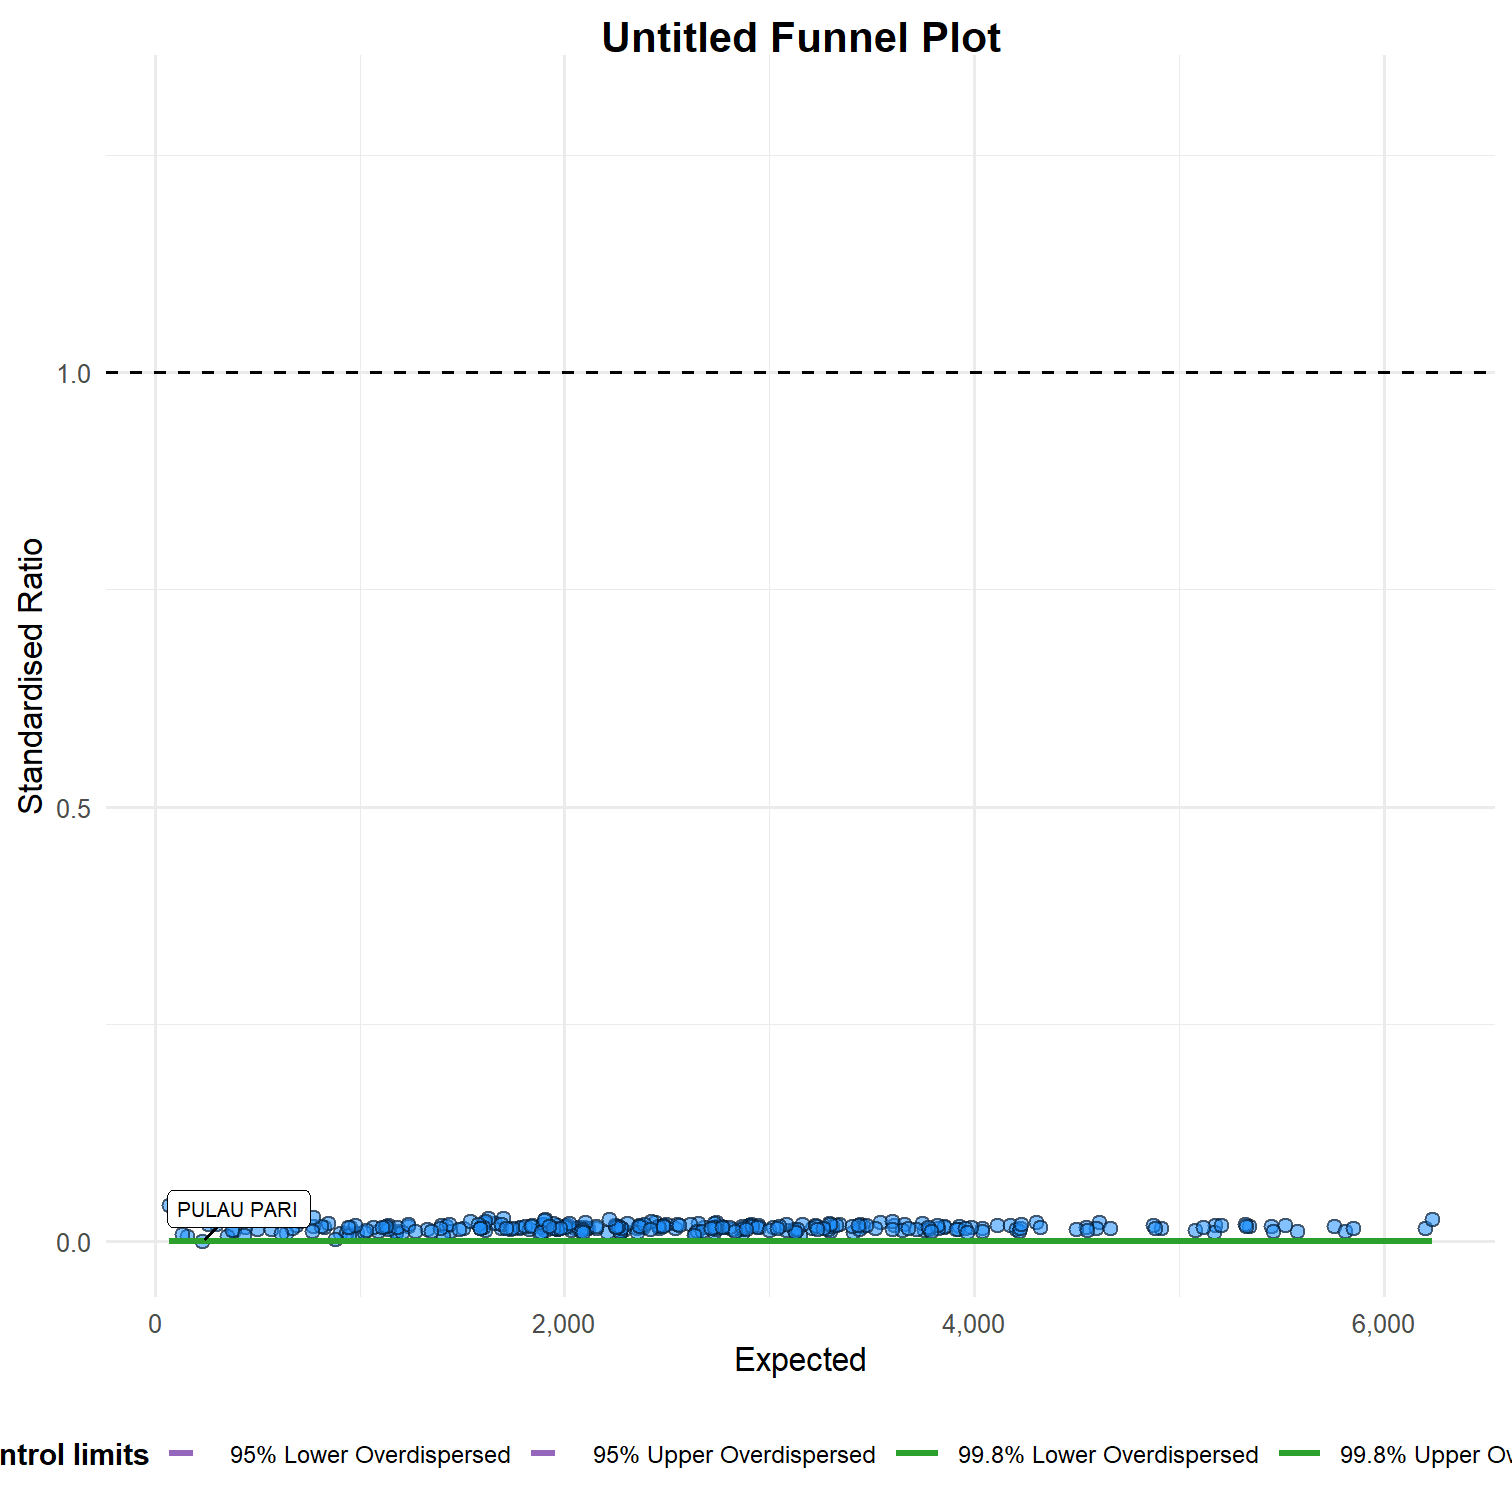 Untitled Funnel Plot
Standardised Ratio
1.0
0.5
0.0
PULAU PARI
0 2,000 4,000 6,000
Expected
ntrol limits 95% Lower Overdispersed 95% Upper Overdispersed 99.8% Lower Overdispersed 99.8% Upper Ov